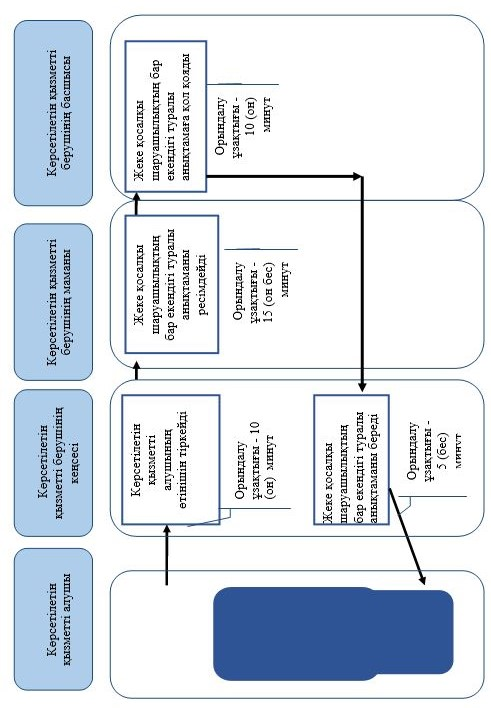 Көрсетілетін
қызметті алушы
Көрсетілетін
қызметті берушінің
кеңсесі
Көрсетілетін қызметті
берушінің маманы
Көрсетілетін қызметті
берушінің басшысы
Көрсетілетін
қызметті
алушының
өтінішін тіркейді
Орындалу
ұзақтығы - 10
(он) минут
Жеке қосалқы
шаруашылықтың
бар екендігі туралы
анықтаманы
ресімдейді
Орындалу
ұзақтығы -
15 (он бес)
минут
Жеке қосалқы
шаруашылықтың бар
екендігі туралы
анықтамаға қол қояды
Орындалу
ұзақтығы -
10 (он)
минут
Жеке қосалқы
шаруашылықтың
бар екендігі туралы
анықтаманы береді
Орындалу
ұзақтығы -
5 (бес)
минут